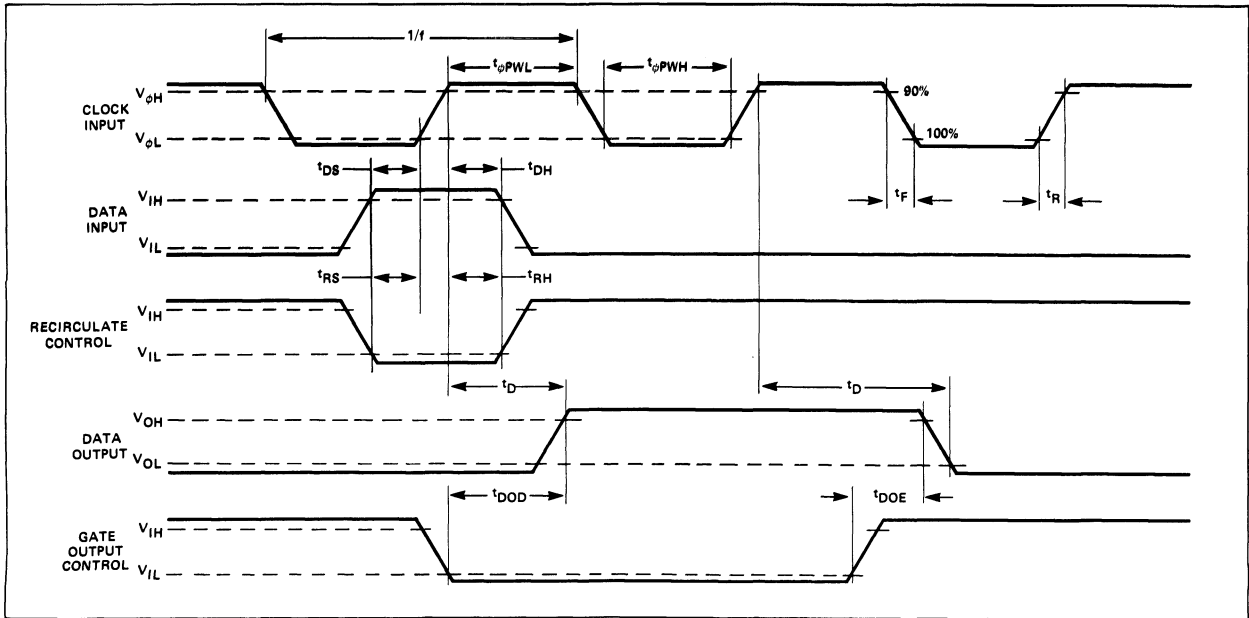 1/f
tφPWL
tφPWH
VφH
90%
CLOCK
INPUT
VφL
100%
tDS
tDH
tF
tR
VIH
DATA
INPUT
VIL
tRS
tRH
VIH
RECIRCULATE
CONTROL
VIL
tD
tD
VOH
DATA
OUTPUT
VOL
tDOD
tDOE
VIH
GATE
OUTPUT
CONTROL
VIL